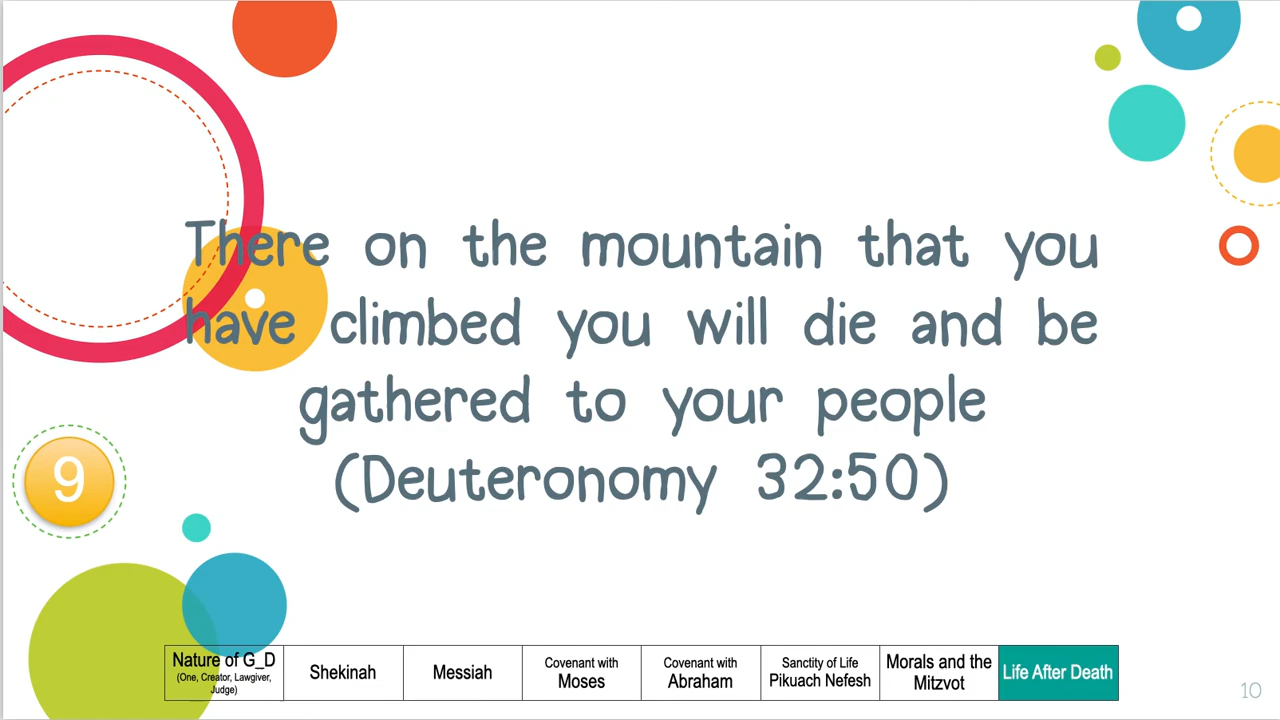 There on the mountain that you
have climbed you will die and be
gathered to your people
(Deuteronomy 32:50)
9
Nature of G_D
(One, Creator, Lawgiver,
Judge)
Shekinah
Messiah
Covenant with
Moses
Covenant with
Abraham
Sanctity of Life
Pikuach Nefesh
Morals and the
Mitzvot
Life After Death
10